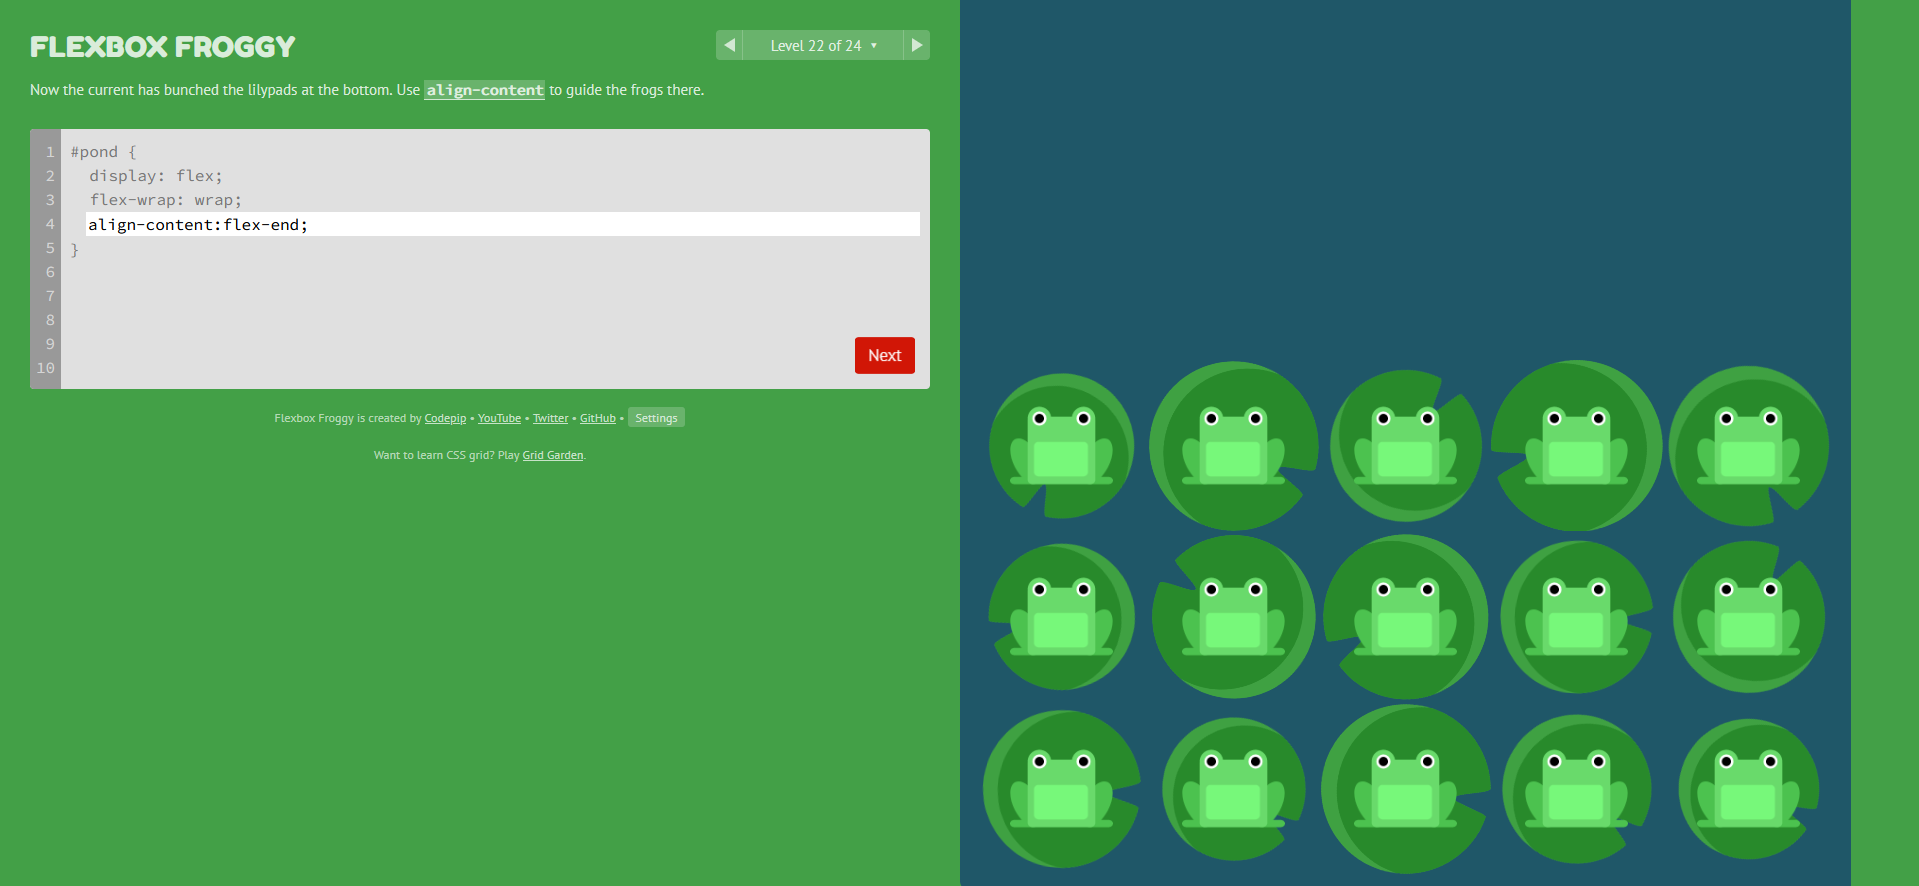 FLEXBOX FROGGY
◀ Level 22 of 24 ▼ ▶
Now the current has bunched the lilypads at the bottom. Use align-content to guide the frogs there.
1 #pond {
2 display: flex;
3 flex-wrap: wrap;
4 align-content:flex-end;
5 }
6
7
8
9
10
Next
Flexbox Froggy is created by Codepip • YouTube • Twitter • GitHub • Settings
Want to learn CSS grid? Play Grid Garden.